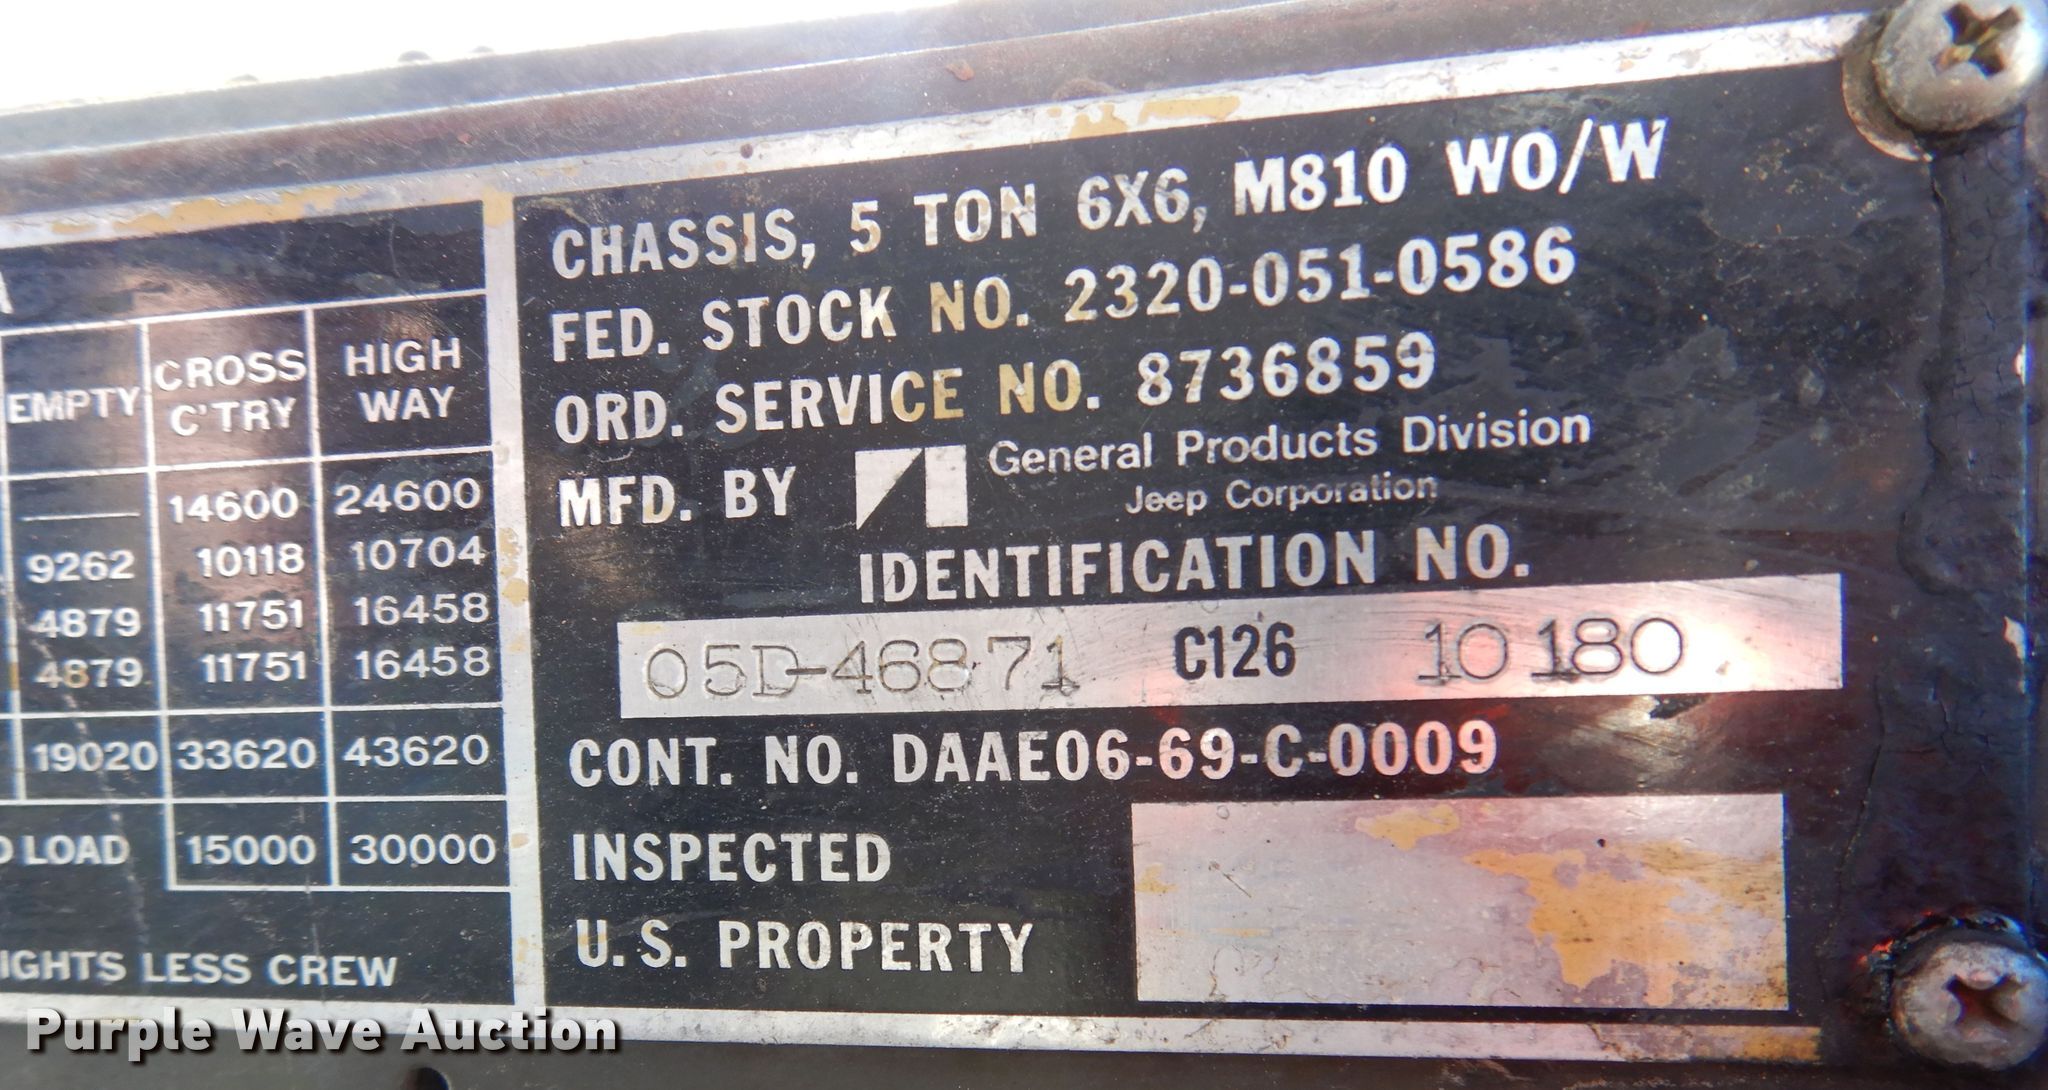 CHASSIS, 5 TON 6X6, M810 WO/W
FED. STOCK NO. 2320-051-0586
ORD. SERVICE NO. 8736859
MFD. BY General Products Division
Jeep Corporation
IDENTIFICATION NO.
05D-46871 C126 10180
CONT. NO. DAAE06-69-C-0009
INSPECTED
U.S. PROPERTY
EMPTY CROSS C'TRY HIGH WAY
14600 24600
9262 10118 10704
4879 11751 16458
4879 11751 16458
19020 33620 43620
LOAD 15000 30000
IGHTS LESS CREW
Purple Wave Auction